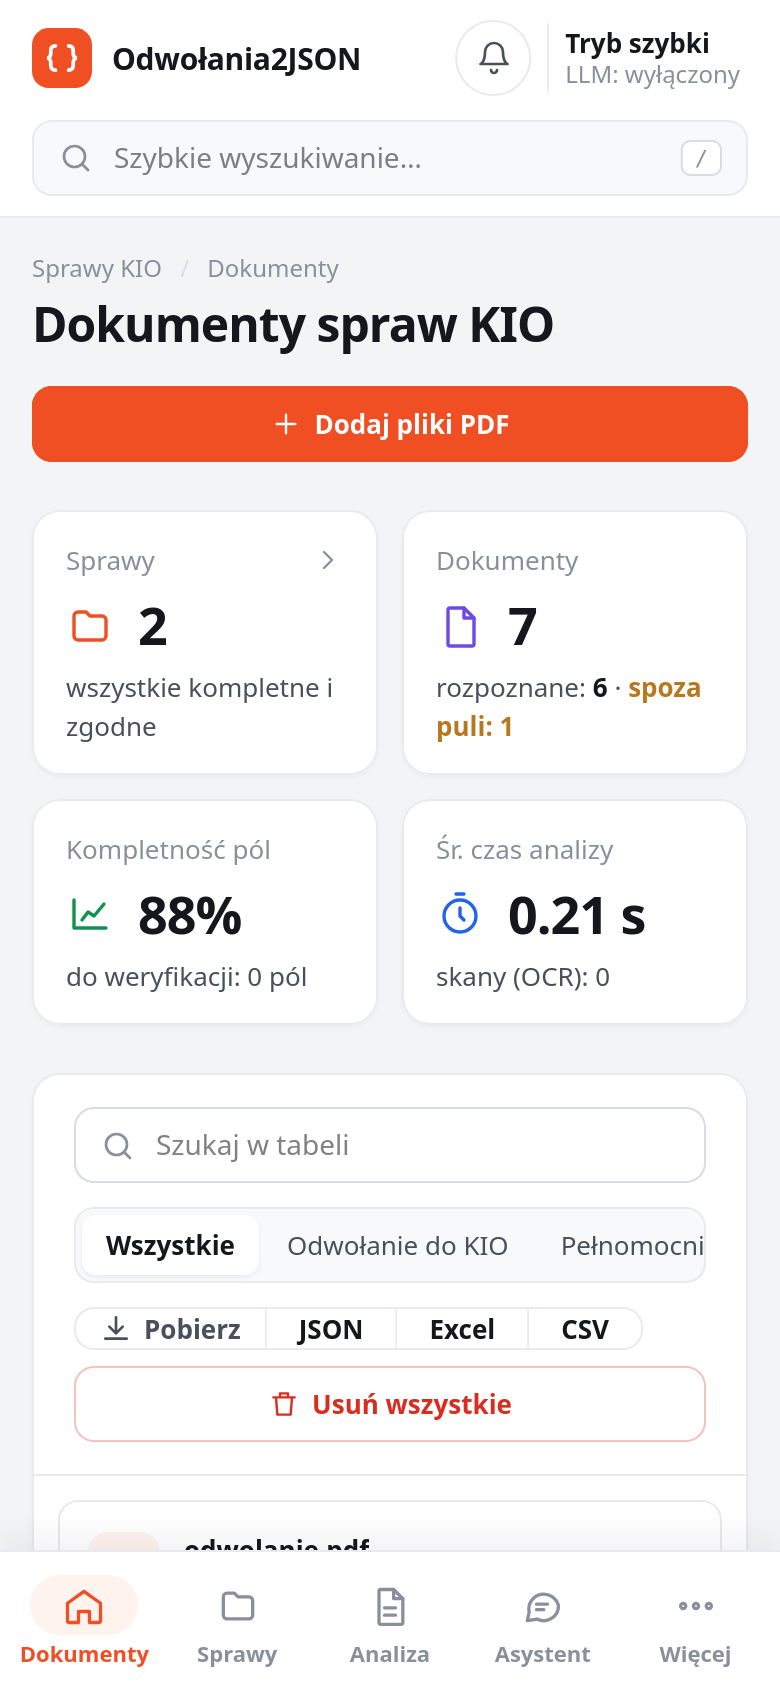 Odwołania2JSON
Tryb szybki
LLM: wyłączony
Szybkie wyszukiwanie...
/
Sprawy KIO / Dokumenty
Dokumenty spraw KIO
Dodaj pliki PDF
Sprawy
2
wszystkie kompletne i
zgodne
Dokumenty
7
rozpoznane: 6 · spoza
puli: 1
Kompletność pól
88%
do weryfikacji: 0 pól
Śr. czas analizy
0.21 s
skany (OCR): 0
Szukaj w tabeli
Wszystkie Odwołanie do KIO Pełnomocni
Pobierz JSON Excel CSV
Usuń wszystkie
odwolanie.pdf
Dokumenty Sprawy Analiza Asystent Więcej